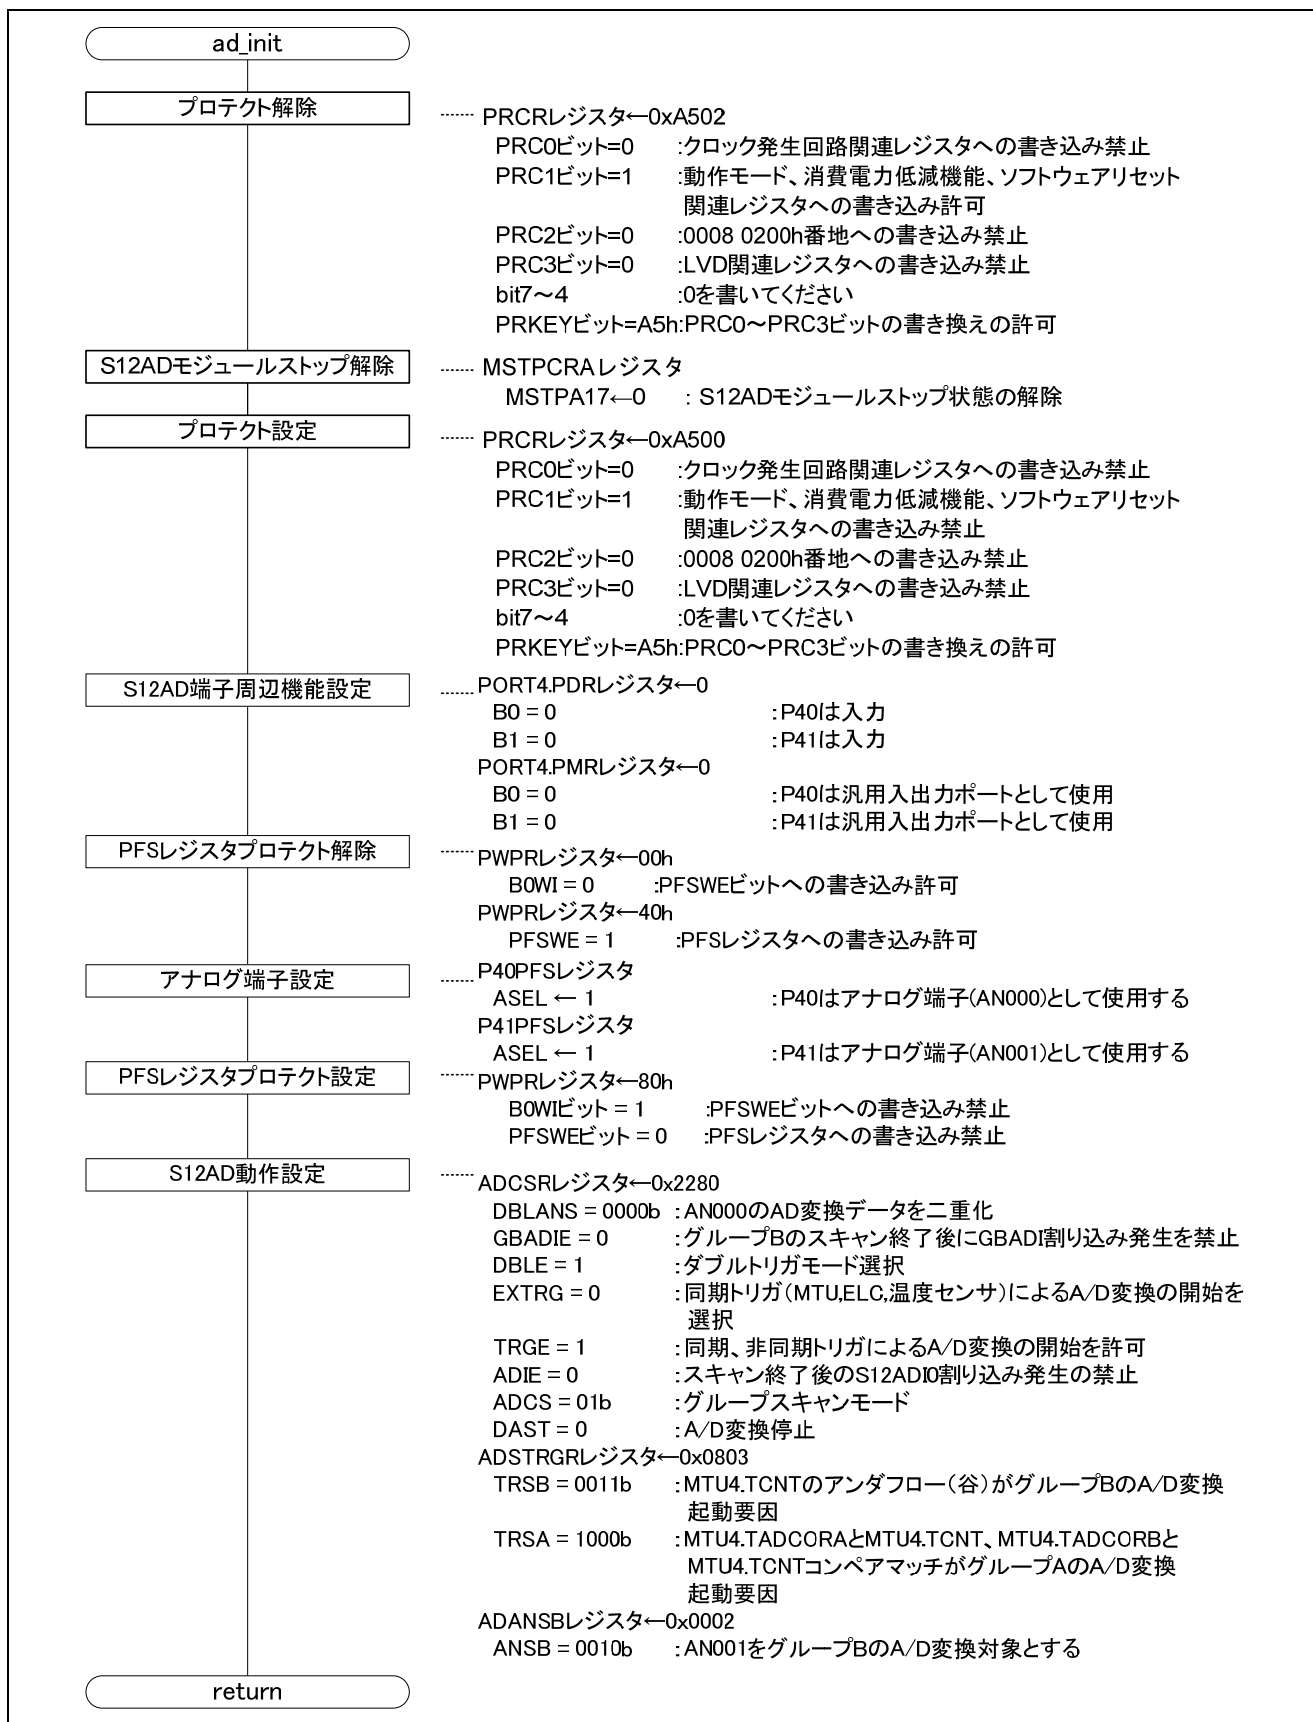 ad_init
プロテクト解除
PRCRレジスタ←0xA502
PRC0ビット=0 :クロック発生回路関連レジスタへの書き込み禁止
PRC1ビット=1 :動作モード、消費電力低減機能、ソフトウェアリセット
関連レジスタへの書き込み許可
PRC2ビット=0 :0008 0200h番地への書き込み禁止
PRC3ビット=0 :LVD関連レジスタへの書き込み禁止
bit7～4 :0を書いてください
PRKEYビット=A5h:PRC0～PRC3ビットの書き換えの許可
S12ADモジュールストップ解除
MSTPCRAレジスタ
MSTPA17←0 : S12ADモジュールストップ状態の解除
プロテクト設定
PRCRレジスタ←0xA500
PRC0ビット=0 :クロック発生回路関連レジスタへの書き込み禁止
PRC1ビット=1 :動作モード、消費電力低減機能、ソフトウェアリセット
関連レジスタへの書き込み禁止
PRC2ビット=0 :0008 0200h番地への書き込み禁止
PRC3ビット=0 :LVD関連レジスタへの書き込み禁止
bit7～4 :0を書いてください
PRKEYビット=A5h:PRC0～PRC3ビットの書き換えの許可
S12AD端子周辺機能設定
PORT4.PDRレジスタ←0
B0 = 0 :P40は入力
B1 = 0 :P41は入力
PORT4.PMRレジスタ←0
B0 = 0 :P40は汎用入出力ポートとして使用
B1 = 0 :P41は汎用入出力ポートとして使用
PFSレジスタプロテクト解除
PWPRレジスタ←00h
B0WI = 0 :PFSWEビットへの書き込み許可
PWPRレジスタ←40h
PFSWE = 1 :PFSレジスタへの書き込み許可
アナログ端子設定
P40PFSレジスタ
ASEL ← 1 :P40はアナログ端子(AN000)として使用する
P41PFSレジスタ
ASEL ← 1 :P41はアナログ端子(AN001)として使用する
PFSレジスタプロテクト設定
PWPRレジスタ←80h
B0WIビット = 1 :PFSWEビットへの書き込み禁止
PFSWEビット = 0 :PFSレジスタへの書き込み禁止
S12AD動作設定
ADCSRレジスタ←0x2280
DBLANS = 0000b :AN000のAD変換データを二重化
GBADIE = 0 :グループBのスキャン終了後にGBADI割り込み発生を禁止
DBLE = 1 :ダブルトリガモード選択
EXTRG = 0 :同期トリガ(MTU,ELC,温度センサ)によるA/D変換の開始を
選択
TRGE = 1 :同期、非同期トリガによるA/D変換の開始を許可
ADIE = 0 :スキャン終了後のS12ADI0割り込み発生の禁止
ADCS = 01b :グループスキャンモード
DAST = 0 :A/D変換停止
ADSTRGRレジスタ←0x0803
TRSB = 0011b :MTU4.TCNTのアンダフロー(谷)がグループBのA/D変換
起動要因
TRSA = 1000b :MTU4.TADCORAとMTU4.TCNT、MTU4.TADCORBと
MTU4.TCNTコンペアマッチがグループAのA/D変換
起動要因
ADANSBレジスタ←0x0002
ANSB = 0010b :AN001をグループBのA/D変換対象とする
return